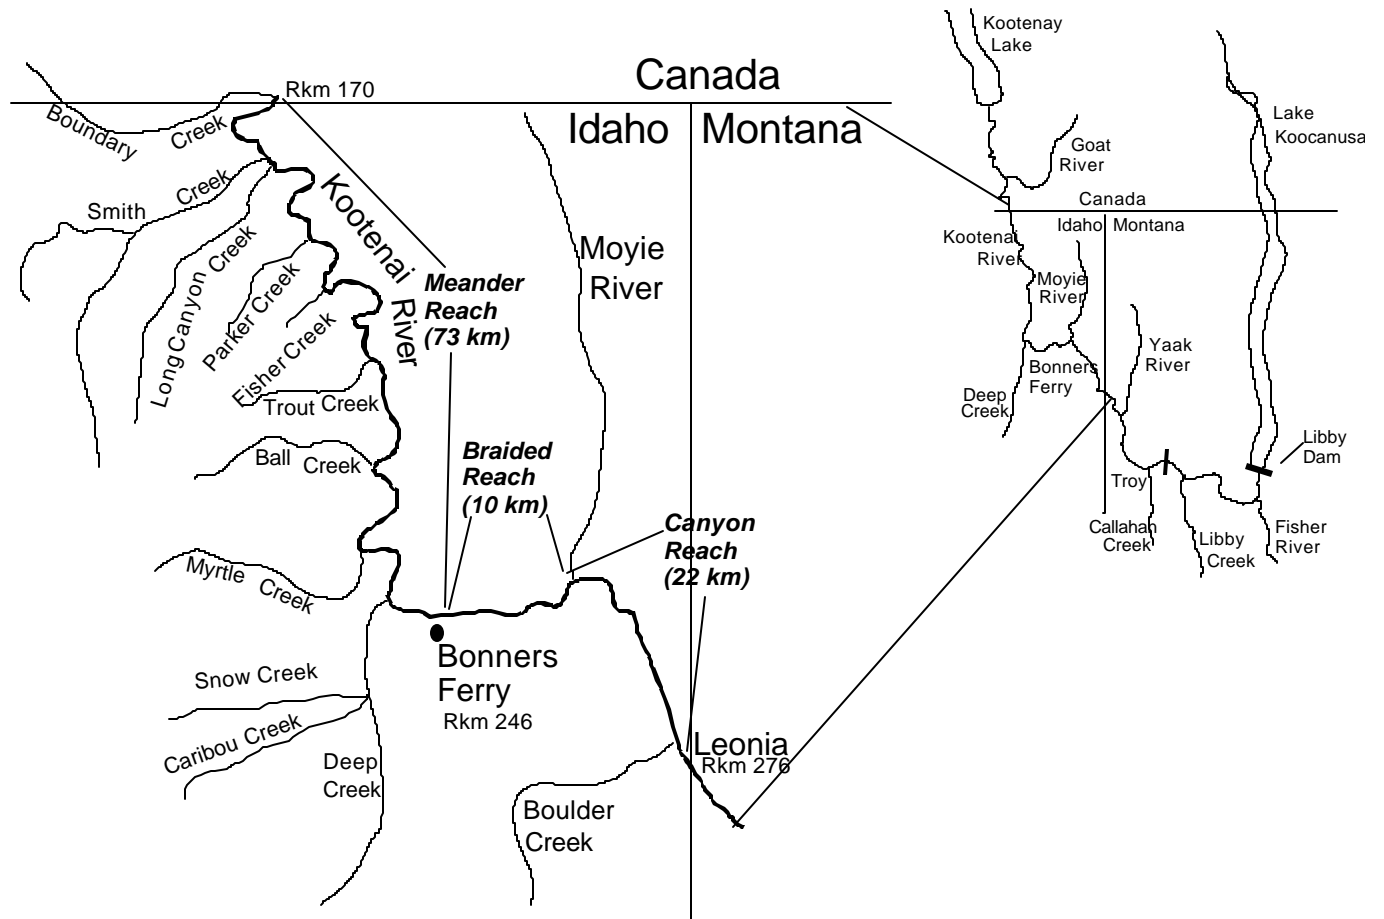 Canada
Idaho
Montana
Rkm 170
Boundary
Creek
Smith
Creek
Long Canyon Creek
Parker Creek
Fisher Creek
Trout Creek
Ball Creek
Myrtle Creek
Snow Creek
Caribou Creek
Deep
Creek
Kootenai
River
Meander
Reach
(73 km)
Braided
Reach
(10 km)
Canyon
Reach
(22 km)
Moyie
River
Bonners
Ferry
Rkm 246
Leonia
Rkm 276
Boulder
Creek
Kootenay
Lake
Goat
River
Lake
Koocanusa
Canada
Idaho
Montana
Kootenai
River
Moyie
River
Yaak
River
Bonners
Ferry
Deep
Creek
Troy
Callahan
Creek
Libby
Creek
Libby
Dam
Fisher
River